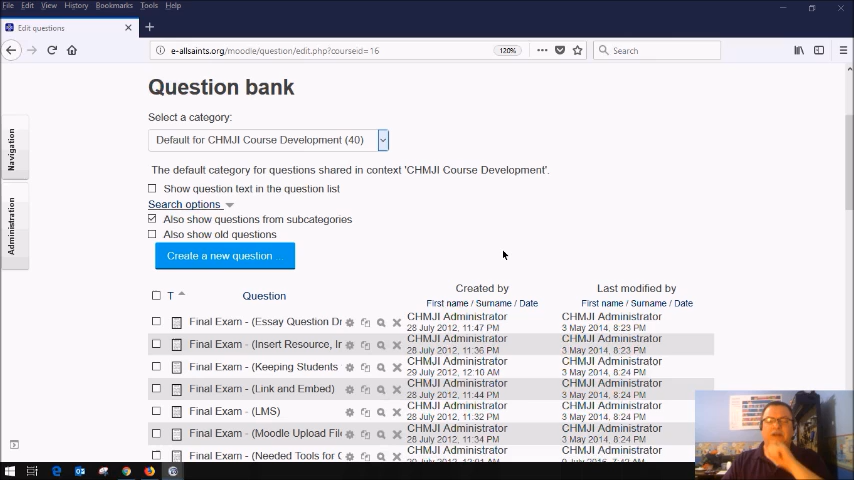 File Edit View History Bookmarks Tools Help
Edit questions
e-allsaints.org/moodle/question/edit.php?courseid=16
120%
Search
Navigation
Administration
Question bank
Select a category:
Default for CHMJI Course Development (40)
The default category for questions shared in context 'CHMJI Course Development'.
Show question text in the question list
Search options
Also show questions from subcategories
Also show old questions
Create a new question ...
Created by Last modified by
T Question
First name / Surname / Date First name / Surname / Date
Final Exam - (Essay Question Dr CHMJI Administrator CHMJI Administrator
28 July 2012, 11:47 PM 3 May 2014, 8:23 PM
Final Exam - (Insert Resource, Ir CHMJI Administrator CHMJI Administrator
28 July 2012, 11:36 PM 3 May 2014, 8:23 PM
Final Exam - (Keeping Students CHMJI Administrator CHMJI Administrator
29 July 2012, 12:10 AM 3 May 2014, 8:24 PM
Final Exam - (Link and Embed) CHMJI Administrator CHMJI Administrator
28 July 2012, 11:44 PM 3 May 2014, 8:24 PM
Final Exam - (LMS) CHMJI Administrator CHMJI Administrator
28 July 2012, 11:32 PM 3 May 2014, 8:24 PM
Final Exam - (Moodle Upload File CHMJI Administrator CHMJI Administrator
28 July 2012, 11:34 PM 3 May 2014, 8:24 PM
Final Exam - (Needed Tools for CHMJI Administrator CHMJI Administrator